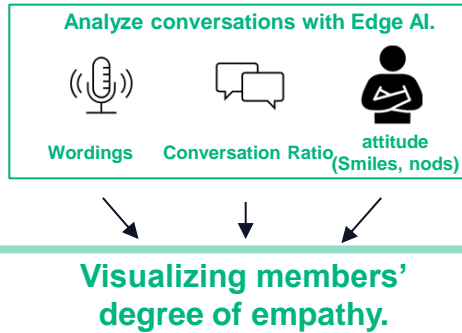 Analyze conversations with Edge AI.
Wordings
Conversation Ratio
attitude
(Smiles, nods)
Visualizing members’
degree of empathy.